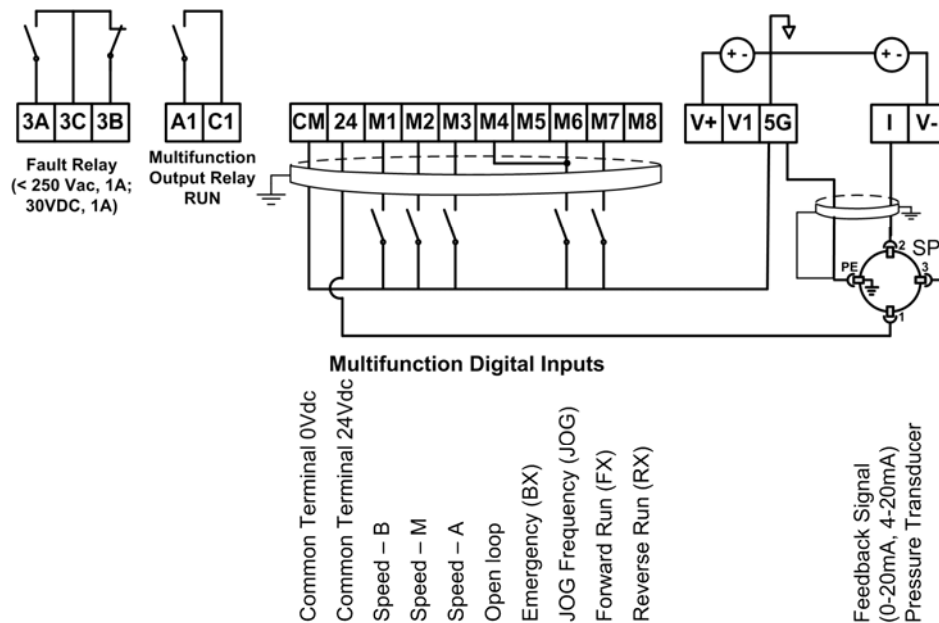 + -
+ -
3A 3C 3B
A1 C1
CM 24 M1 M2 M3 M4 M5 M6 M7 M8
V+ V1 5G
I V-
Fault Relay
(< 250 Vac, 1A;
30VDC, 1A)
Multifunction
Output Relay
RUN
2 SP
PE
3
1
Multifunction Digital Inputs
Common Terminal 0Vdc
Common Terminal 24Vdc
Speed – B
Speed – M
Speed – A
Open loop
Emergency (BX)
JOG Frequency (JOG)
Forward Run (FX)
Reverse Run (RX)
Feedback Signal
(0-20mA, 4-20mA)
Pressure Transducer